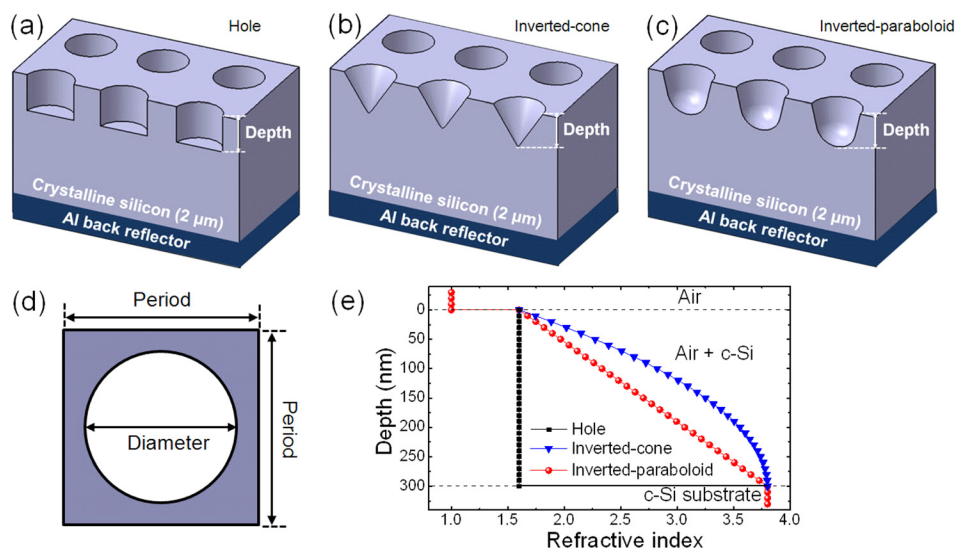 (a)
Hole
Depth
Crystalline silicon (2 μm)
Al back reflector
(b)
Inverted-cone
Depth
Crystalline silicon (2 μm)
Al back reflector
(c)
Inverted-paraboloid
Depth
Crystalline silicon (2 μm)
Al back reflector
(d)
Period
Diameter
Period
(e)
Air
Air + c-Si
Hole
Inverted-cone
Inverted-paraboloid
c-Si substrate
Depth (nm)
0
50
100
150
200
250
300
1.0
1.5
2.0
2.5
3.0
3.5
4.0
Refractive index